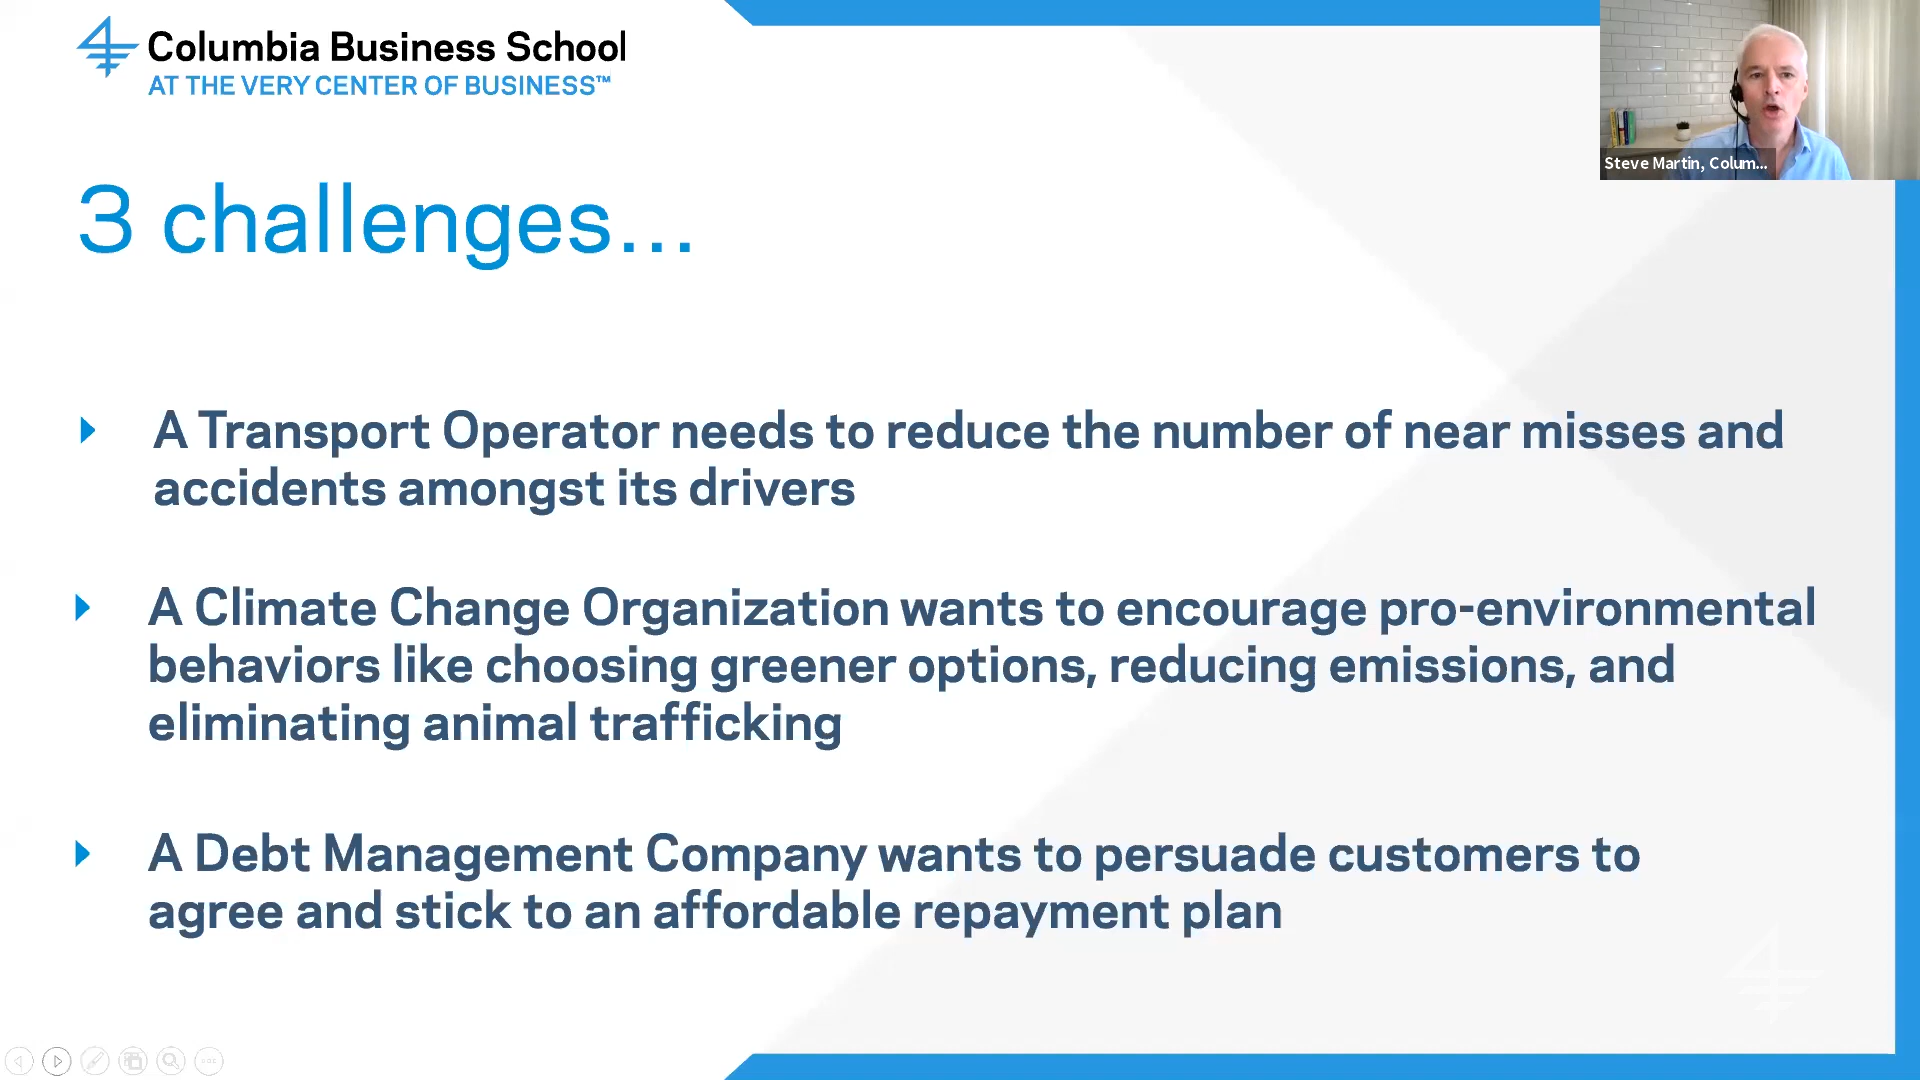 Columbia Business School
AT THE VERY CENTER OF BUSINESS™
Steve Martin, Colum...
3 challenges...
A Transport Operator needs to reduce the number of near misses and
accidents amongst its drivers
A Climate Change Organization wants to encourage pro-environmental
behaviors like choosing greener options, reducing emissions, and
eliminating animal trafficking
A Debt Management Company wants to persuade customers to
agree and stick to an affordable repayment plan